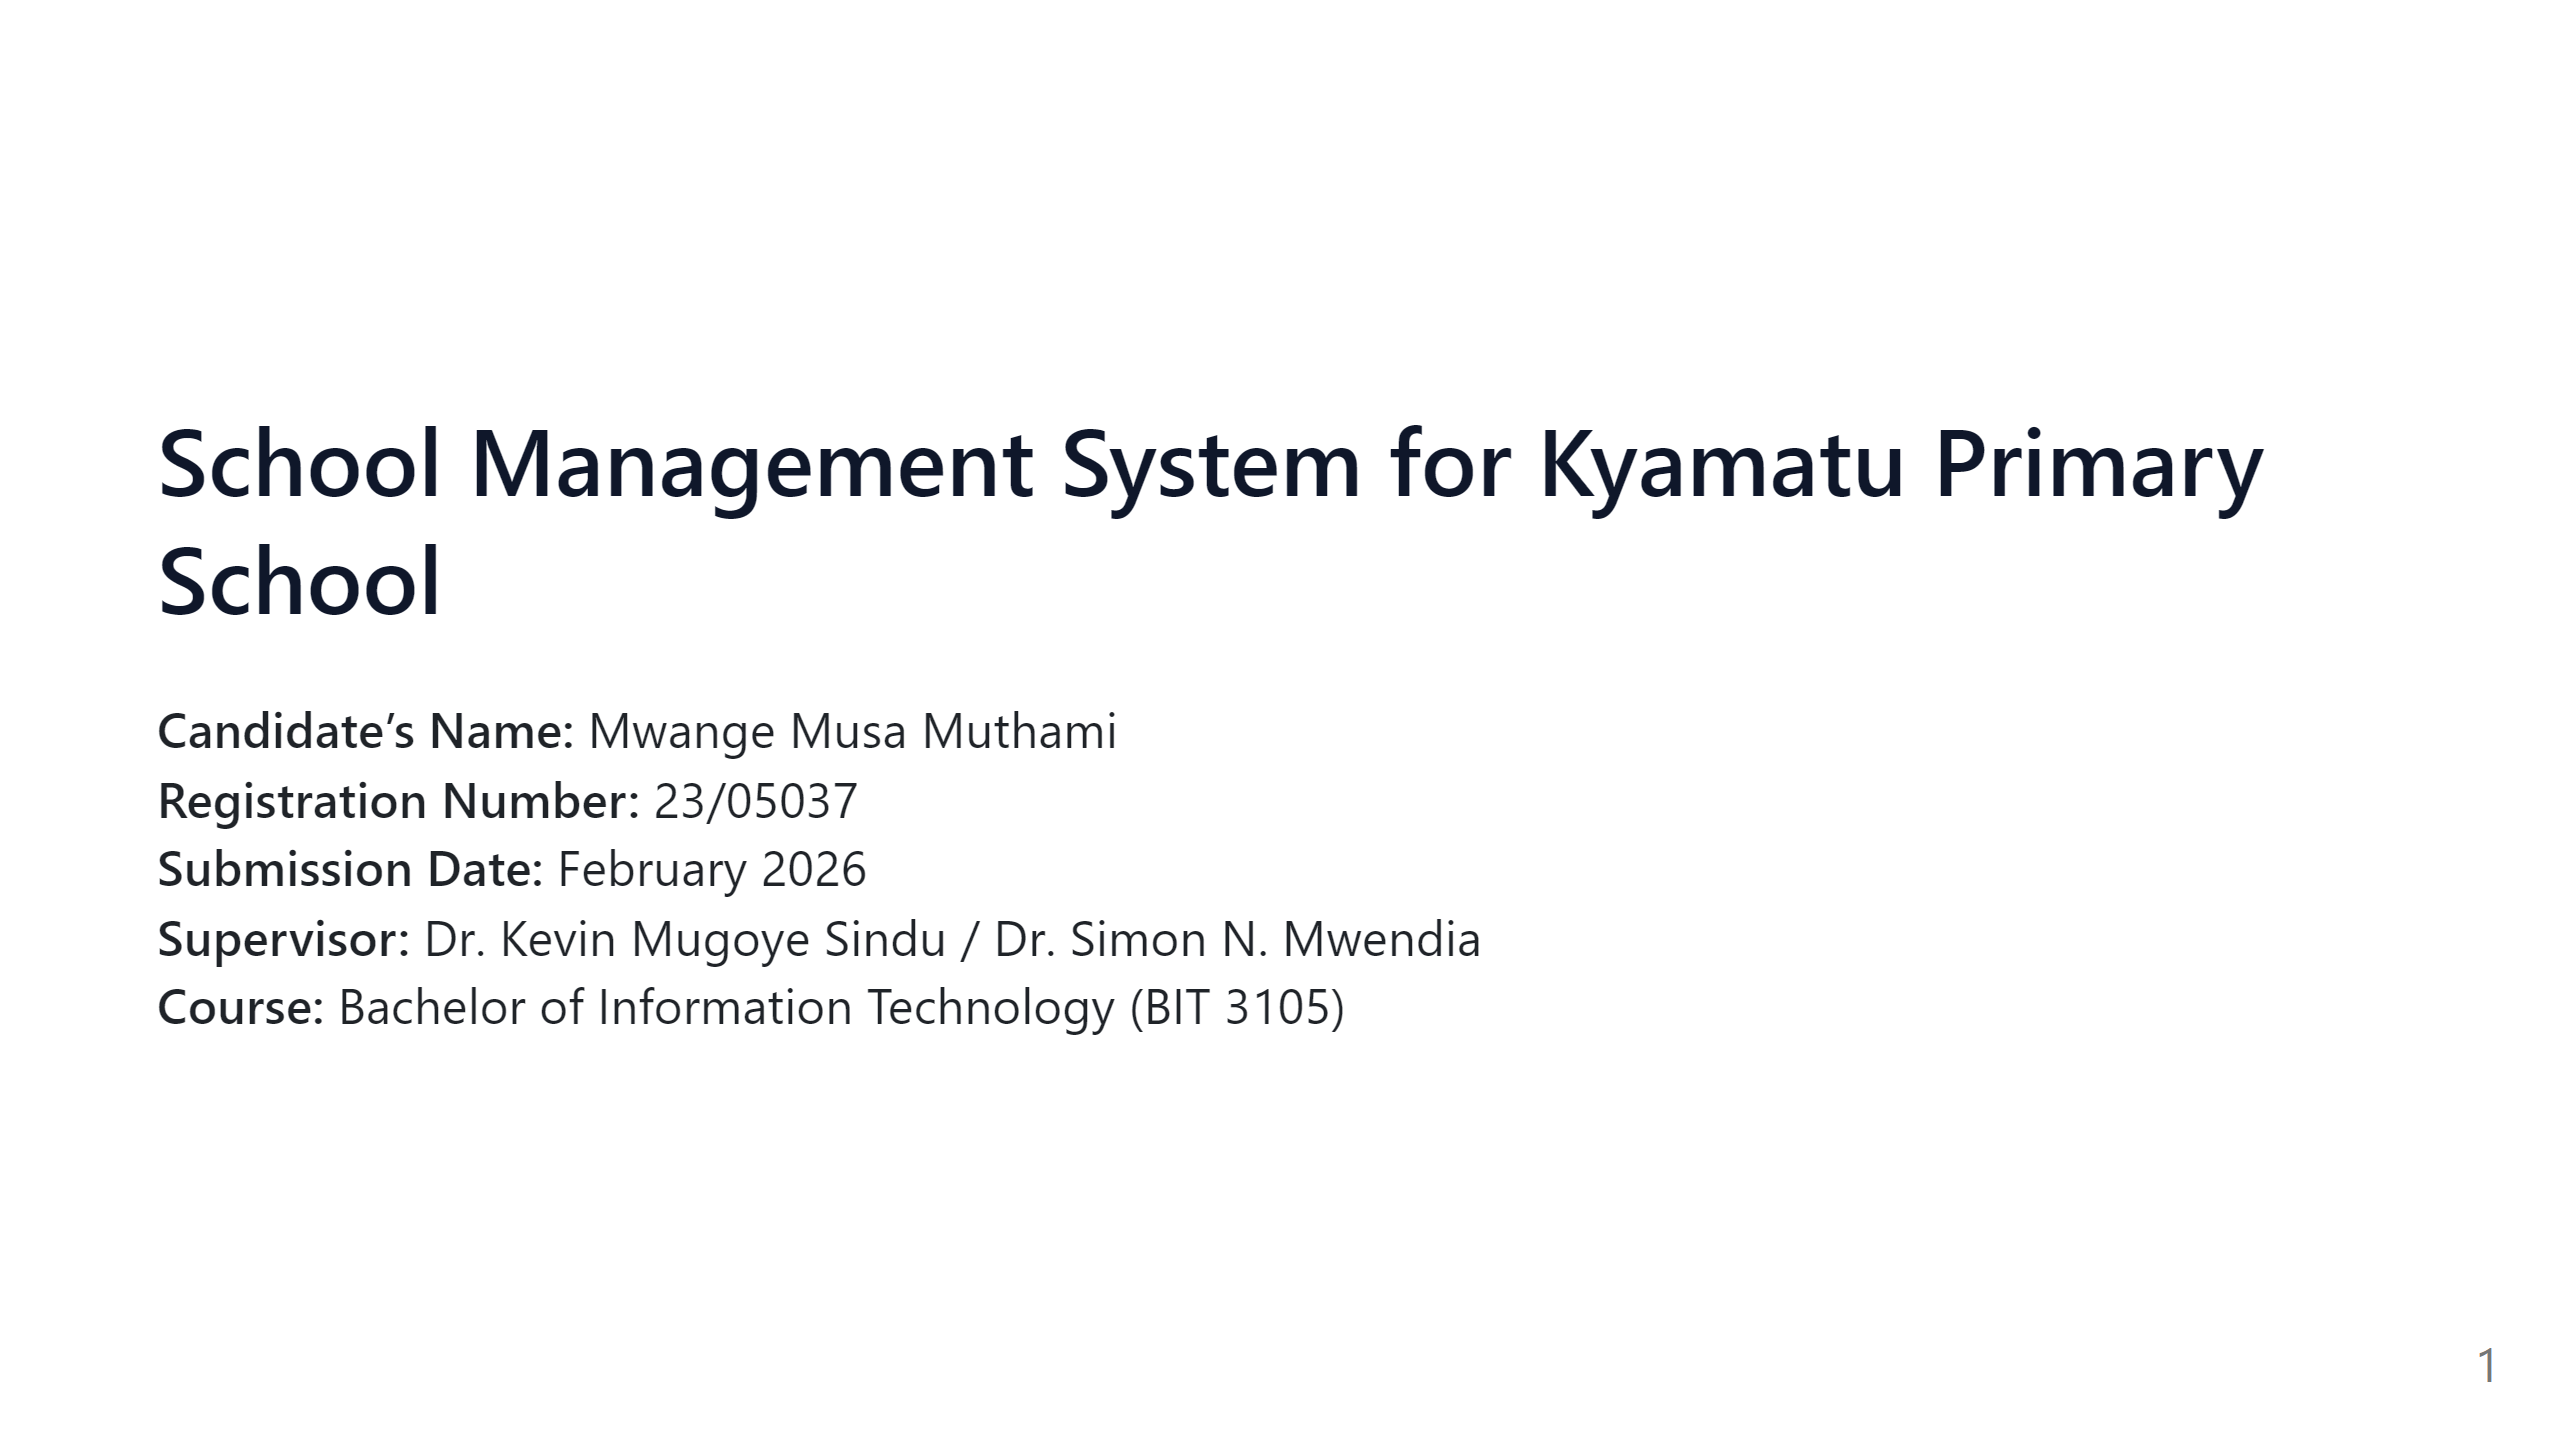 School Management System for Kyamatu Primary
School
Candidate’s Name: Mwange Musa Muthami
Registration Number: 23/05037
Submission Date: February 2026
Supervisor: Dr. Kevin Mugoye Sindu / Dr. Simon N. Mwendia
Course: Bachelor of Information Technology (BIT 3105)
1